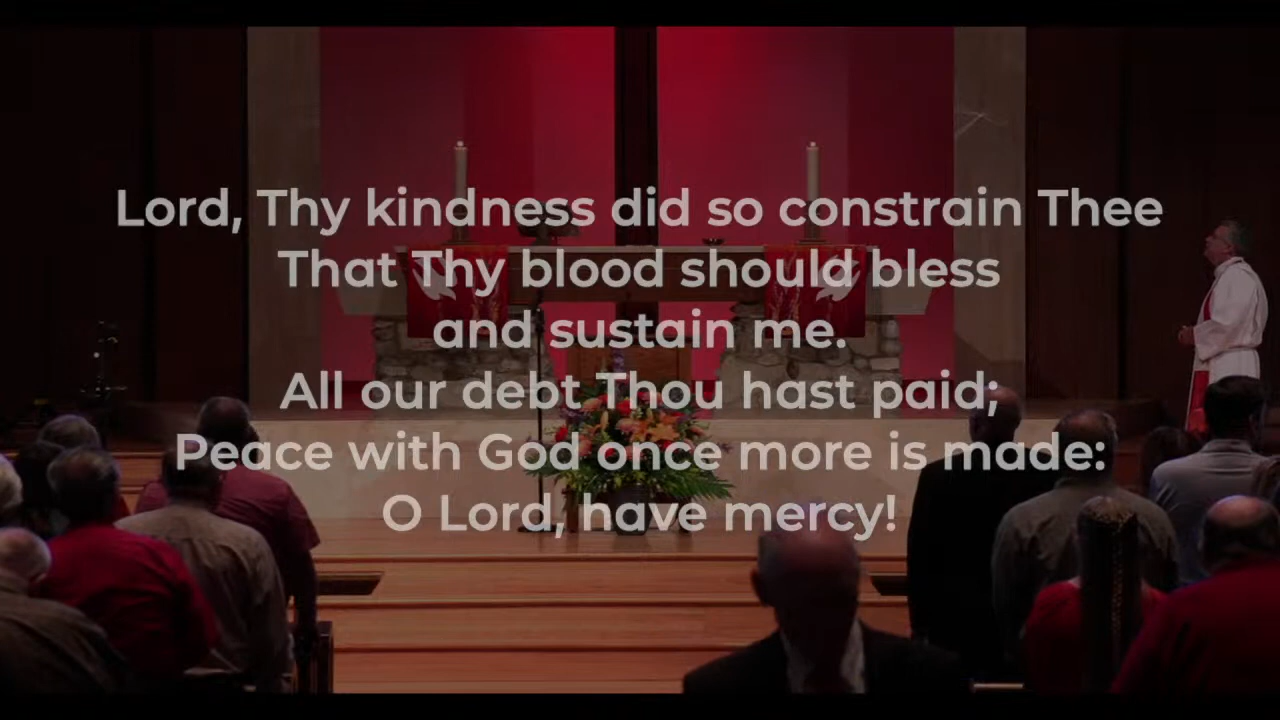 Lord, Thy kindness did so constrain Thee
That Thy blood should bless
and sustain me.
All our debt Thou hast paid;
Peace with God once more is made:
O Lord, have mercy!